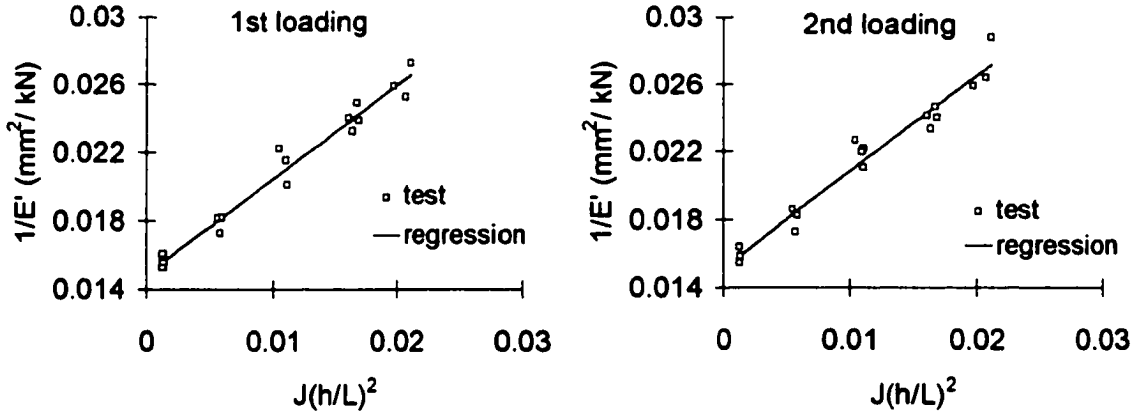 1st loading
0.03
0.026
0.022
0.018
0.014
1/E' (mm²/ kN)
test
regression
0
0.01
0.02
0.03
J(h/L)²
2nd loading
0.03
0.026
0.022
0.018
0.014
1/E' (mm²/ kN)
test
regression
0
0.01
0.02
0.03
J(h/L)²